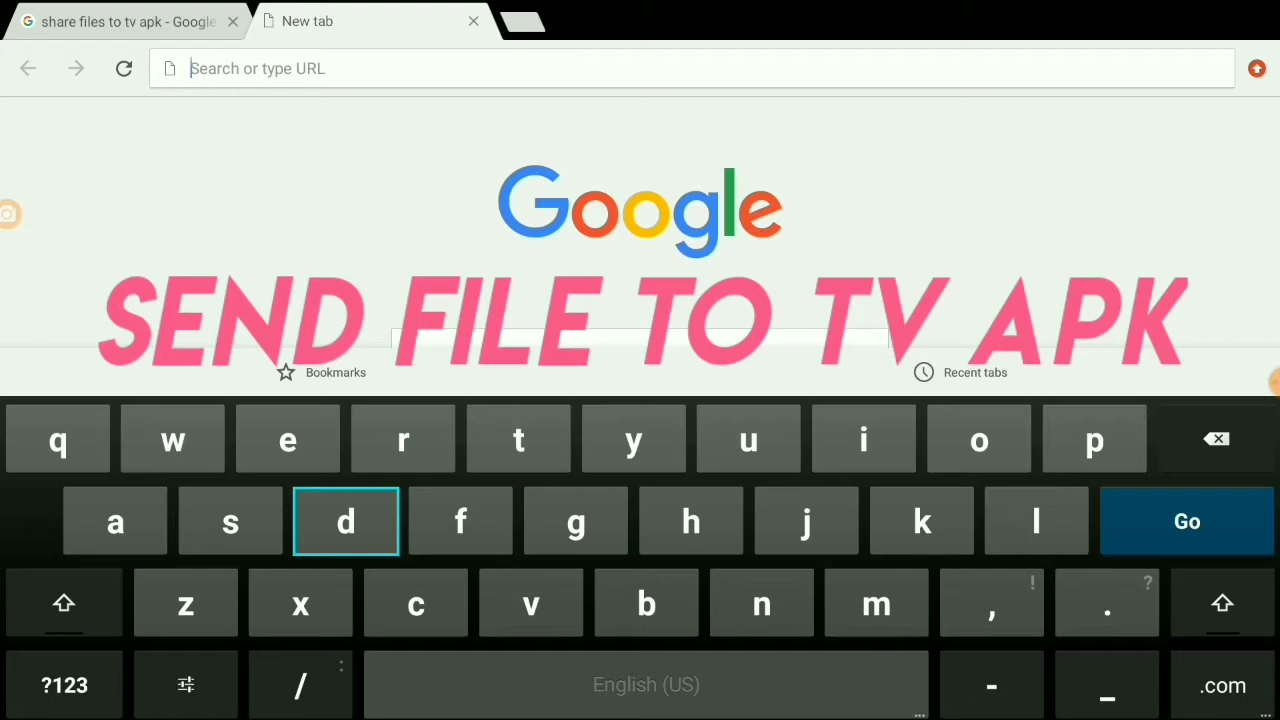 share files to tv apk - Google
New tab
Search or type URL
Google
SEND FILE TO TV APK
Bookmarks
Recent tabs
q w e r t y u i o p
a s d f g h j k l Go
z x c v b n m , ! . ?
?123 / : English (US) ... - _ .com ...